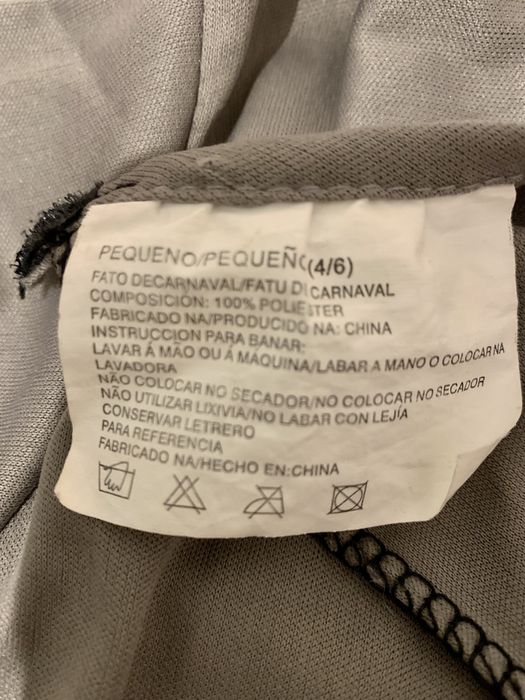 PEQUENO/PEQUEÑO(4/6)
FATO DECARNAVAL/FATU DI CARNAVAL
COMPOSICIÓN: 100% POLIESTER
FABRICADO NA/PRODUCIDO NA: CHINA
INSTRUCCION PARA BANAR:
LAVAR Á MÃO OU Á MÁQUINA/LABAR A MANO O COLOCAR NA
LAVADORA
NÃO COLOCAR NO SECADOR/NO COLOCAR NO SECADOR
NÃO UTILIZAR LIXIVIA/NO LABAR CON LEJÍA
CONSERVAR LETRERO
PARA REFERENCIA
FABRICADO NA/HECHO EN:CHINA